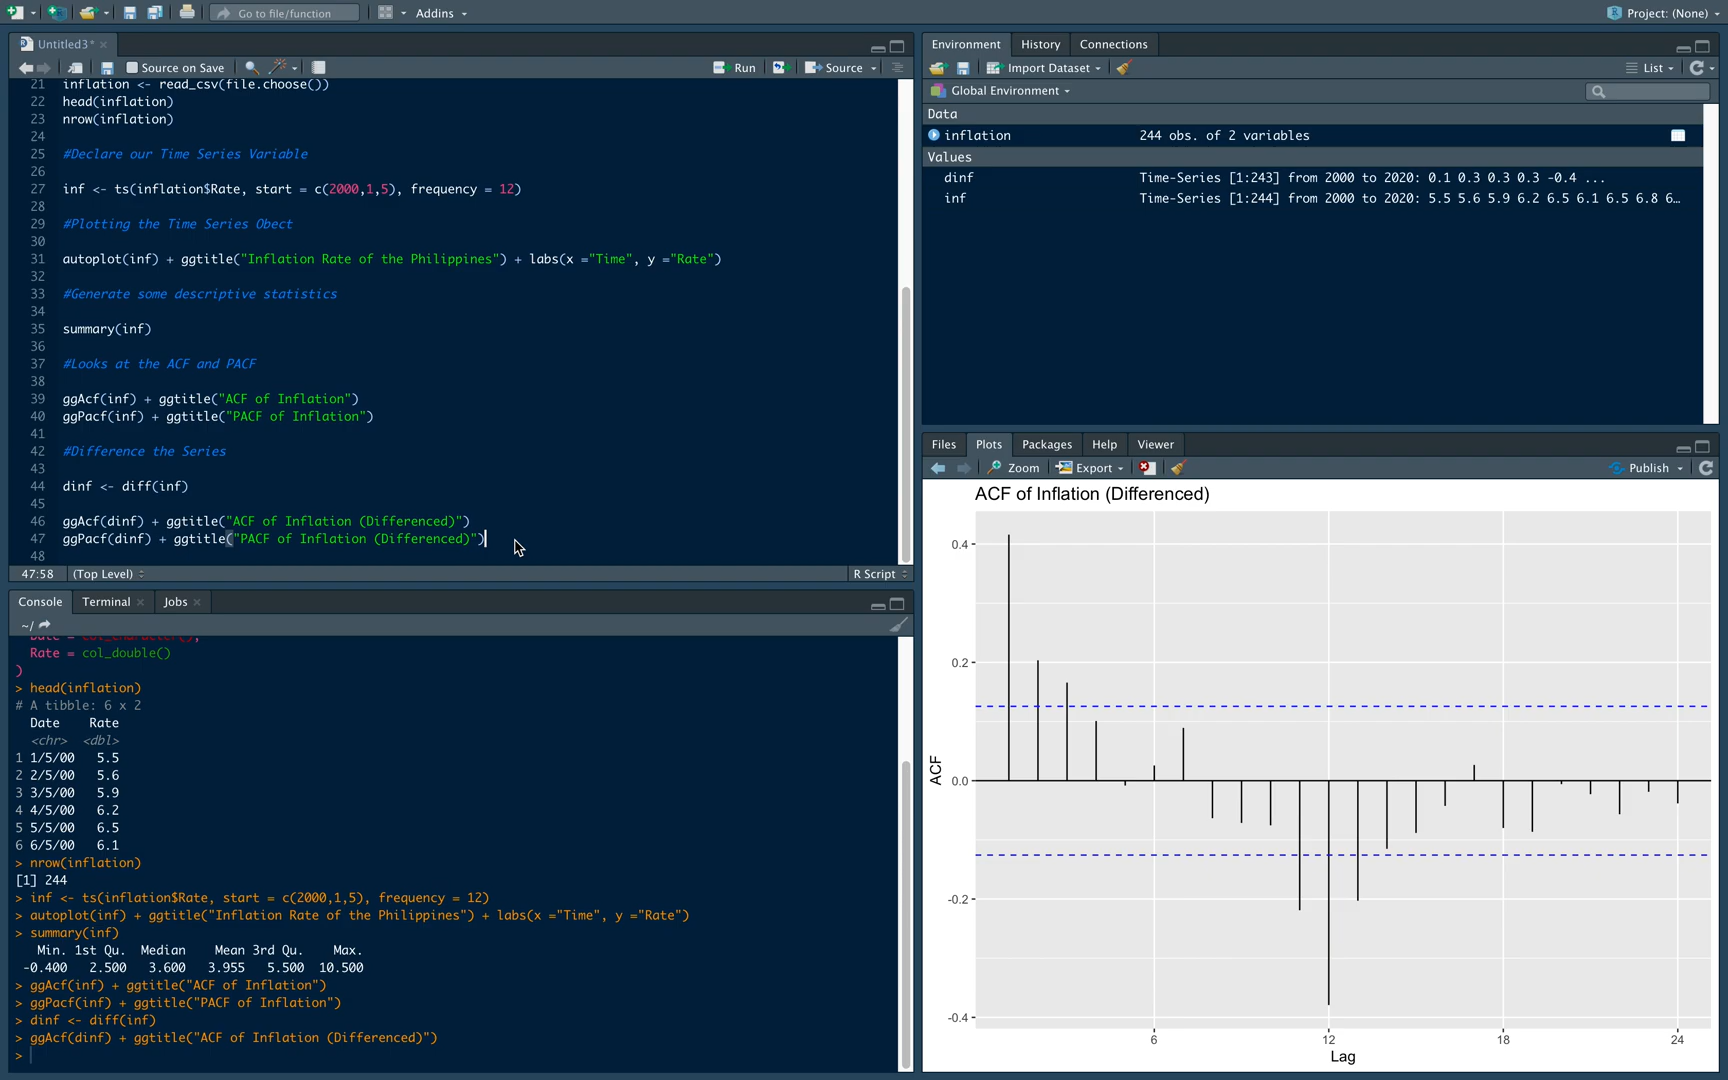 Go to file/function
Addins
Project: (None)
Untitled3*
Source on Save
Run
Source
21 inflation <- read_csv(file.choose())
22 head(inflation)
23 nrow(inflation)
24
25 #Declare our Time Series Variable
26
27 inf <- ts(inflation$Rate, start = c(2000,1,5), frequency = 12)
28
29 #Plotting the Time Series Obect
30
31 autoplot(inf) + ggtitle("Inflation Rate of the Philippines") + labs(x ="Time", y ="Rate")
32
33 #Generate some descriptive statistics
34
35 summary(inf)
36
37 #Looks at the ACF and PACF
38
39 ggAcf(inf) + ggtitle("ACF of Inflation")
40 ggPacf(inf) + ggtitle("PACF of Inflation")
41
42 #Difference the Series
43
44 dinf <- diff(inf)
45
46 ggAcf(dinf) + ggtitle("ACF of Inflation (Differenced)")
47 ggPacf(dinf) + ggtitle("PACF of Inflation (Differenced)")
48
47:58 (Top Level) R Script
Console Terminal Jobs
~/
Date = col_character(),
Rate = col_double()
)
> head(inflation)
# A tibble: 6 x 2
Date Rate
<chr> <dbl>
1 1/5/00 5.5
2 2/5/00 5.6
3 3/5/00 5.9
4 4/5/00 6.2
5 5/5/00 6.5
6 6/5/00 6.1
> nrow(inflation)
[1] 244
> inf <- ts(inflation$Rate, start = c(2000,1,5), frequency = 12)
> autoplot(inf) + ggtitle("Inflation Rate of the Philippines") + labs(x ="Time", y ="Rate")
> summary(inf)
Min. 1st Qu. Median Mean 3rd Qu. Max.
-0.400 2.500 3.600 3.955 5.500 10.500
> ggAcf(inf) + ggtitle("ACF of Inflation")
> ggPacf(inf) + ggtitle("PACF of Inflation")
> dinf <- diff(inf)
> ggAcf(dinf) + ggtitle("ACF of Inflation (Differenced)")
>
Environment History Connections
Import Dataset
List
Global Environment
Data
inflation 244 obs. of 2 variables
Values
dinf Time-Series [1:243] from 2000 to 2020: 0.1 0.3 0.3 0.3 -0.4 ...
inf Time-Series [1:244] from 2000 to 2020: 5.5 5.6 5.9 6.2 6.5 6.1 6.5 6.8 6…
Files Plots Packages Help Viewer
Zoom Export Publish
ACF of Inflation (Differenced)
0.4
0.2
0.0
-0.2
-0.4
ACF
6 12 18 24
Lag